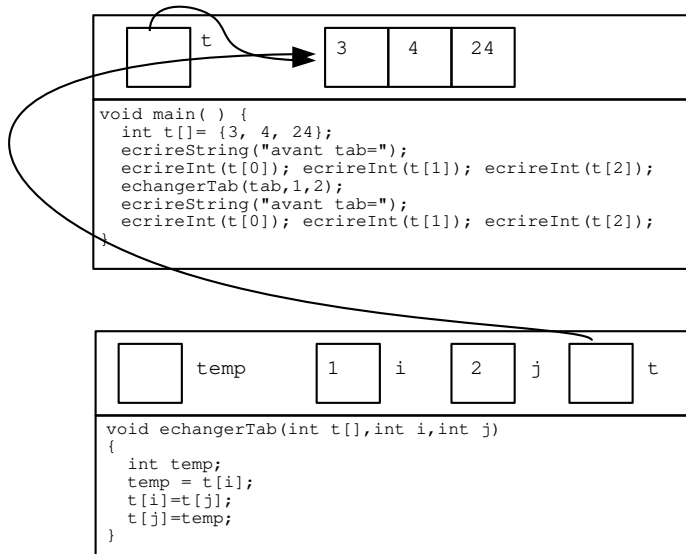 t 3 4 24
void main( ) {
int t[]= {3, 4, 24};
ecrireString("avant tab=");
ecrireInt(t[0]); ecrireInt(t[1]); ecrireInt(t[2]);
echangerTab(tab,1,2);
ecrireString("avant tab=");
ecrireInt(t[0]); ecrireInt(t[1]); ecrireInt(t[2]);
}
temp 1 i 2 j t
void echangerTab(int t[],int i,int j)
{
int temp;
temp = t[i];
t[i]=t[j];
t[j]=temp;
}